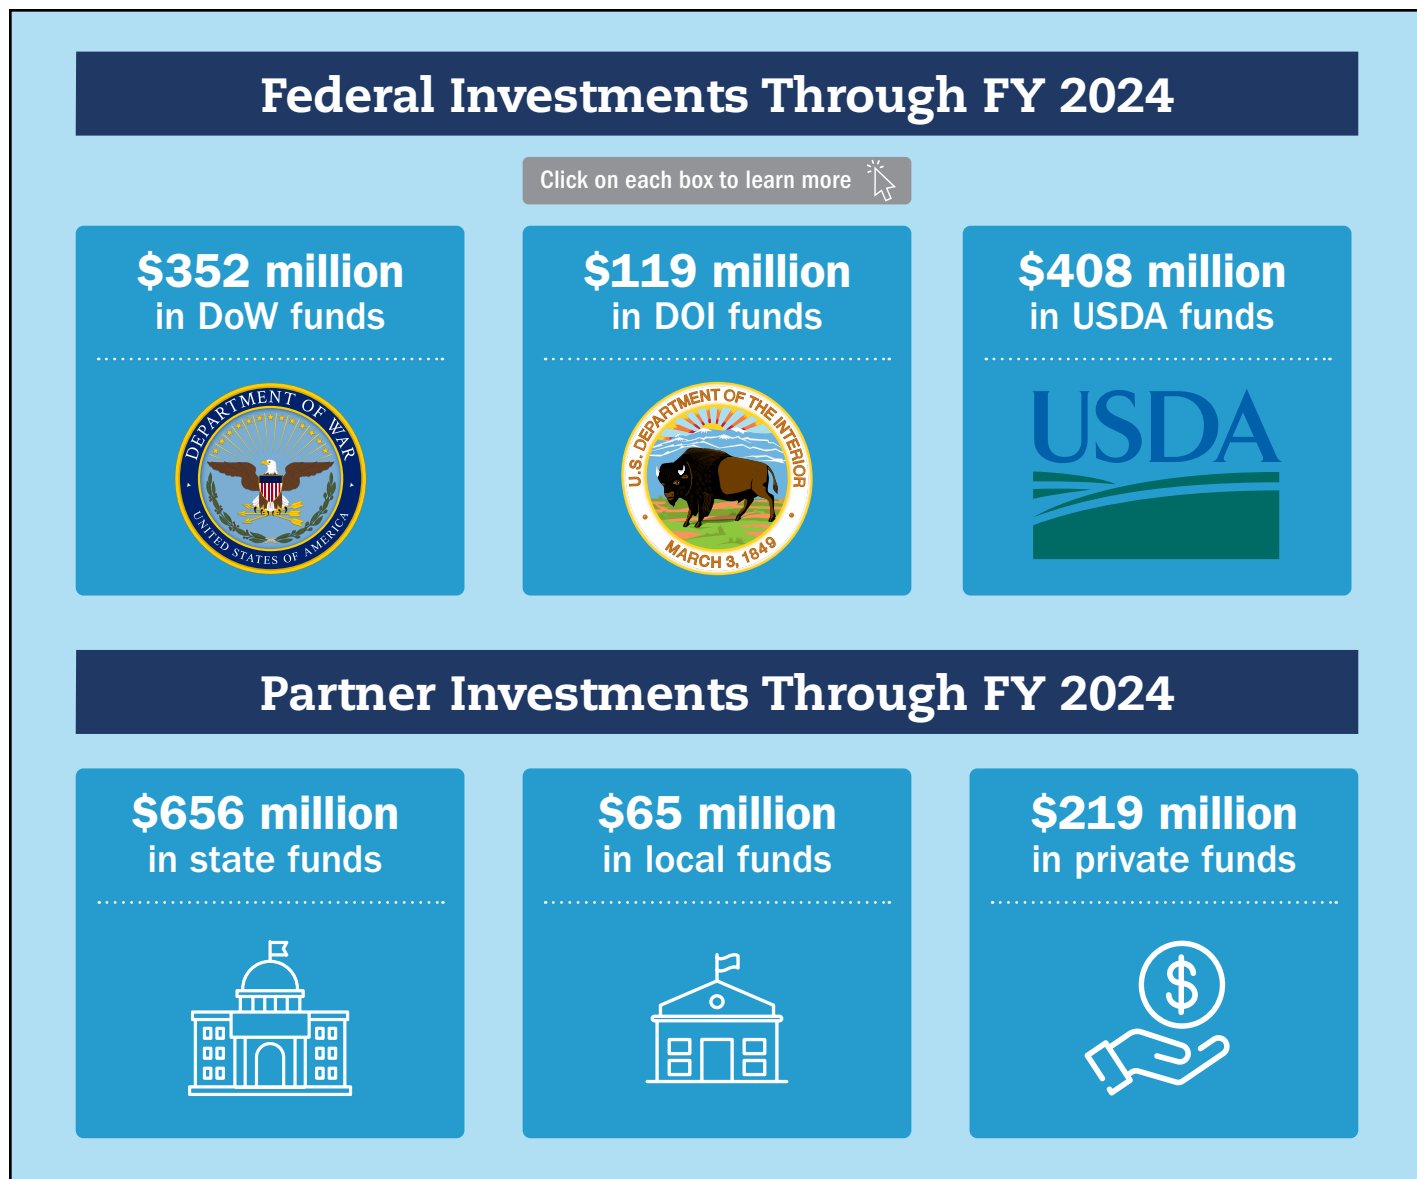 Federal Investments Through FY 2024
Click on each box to learn more
$352 million
in DoW funds
DEPARTMENT OF WAR
UNITED STATES OF AMERICA
$119 million
in DOI funds
U.S. DEPARTMENT OF THE INTERIOR
MARCH 3, 1849
$408 million
in USDA funds
USDA
Partner Investments Through FY 2024
$656 million
in state funds
$65 million
in local funds
$219 million
in private funds
$